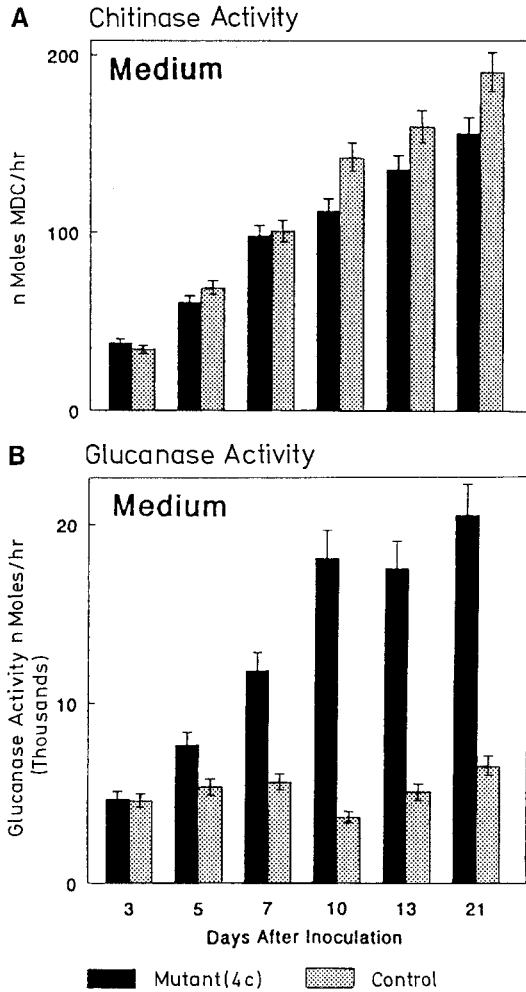 A Chitinase Activity
Medium
200
100
0
n Moles MDC/hr
B Glucanase Activity
Medium
20
10
0
Glucanase Activity n Moles/hr
(Thousands)
3 5 7 10 13 21
Days After Inoculation
Mutant(4c) Control